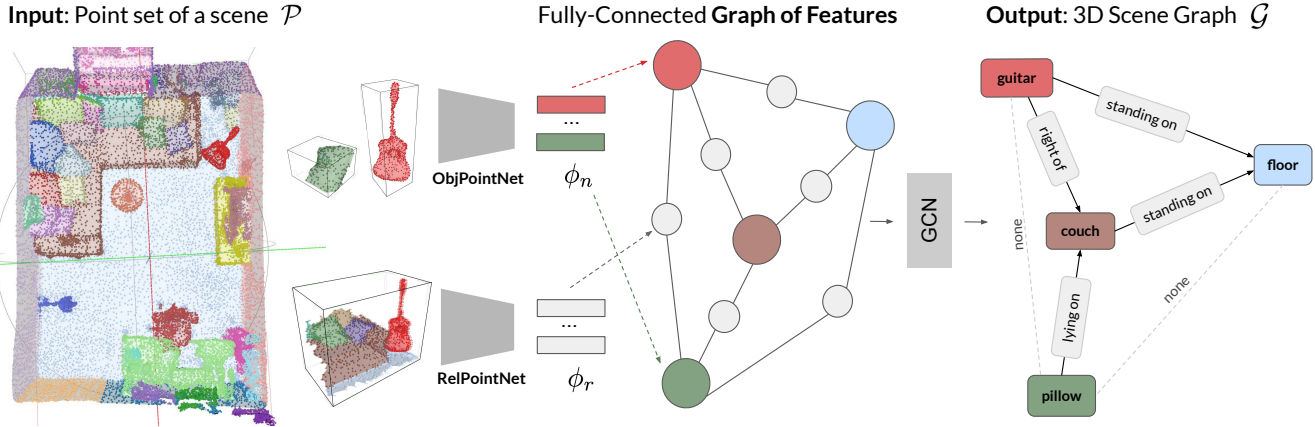 Input: Point set of a scene 𝒫
Fully-Connected Graph of Features
Output: 3D Scene Graph 𝒢
ObjPointNet
...
ϕn
RelPointNet
...
ϕr
GCN
guitar
standing on
right of
floor
standing on
couch
none
none
lying on
pillow